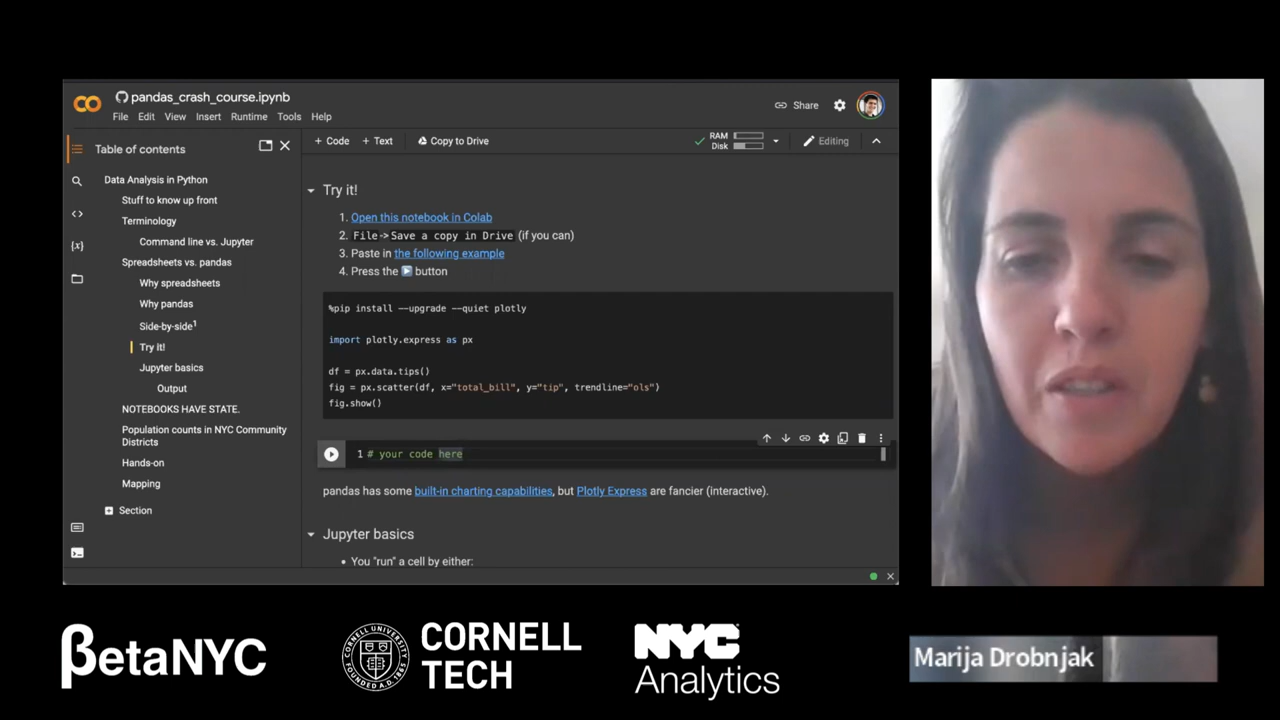 pandas_crash_course.ipynb
File Edit View Insert Runtime Tools Help
Share
Table of contents
Data Analysis in Python
Stuff to know up front
Terminology
Command line vs. Jupyter
Spreadsheets vs. pandas
Why spreadsheets
Why pandas
Side-by-side1
Try it!
Jupyter basics
Output
NOTEBOOKS HAVE STATE.
Population counts in NYC Community
Districts
Hands-on
Mapping
Section
+ Code + Text Copy to Drive
RAM
Disk
Editing
Try it!
1. Open this notebook in Colab
2. File->Save a copy in Drive (if you can)
3. Paste in the following example
4. Press the ▶ button
%pip install --upgrade --quiet plotly
import plotly.express as px
df = px.data.tips()
fig = px.scatter(df, x="total_bill", y="tip", trendline="ols")
fig.show()
1 # your code here
pandas has some built-in charting capabilities, but Plotly Express are fancier (interactive).
Jupyter basics
• You "run" a cell by either:
βetaNYC
CORNELL
TECH
NYC
Analytics
Marija Drobnjak